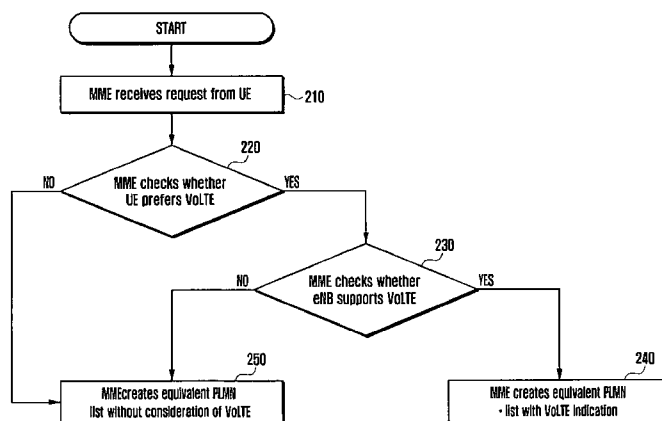 START
MME receives request from UE
210
220
MME checks whether
UE prefers VoLTE
NO
YES
230
MME checks whether
eNB supports VoLTE
NO
YES
250
MMEcreates equivalent PLMN
list without consideration of VoLTE
240
MME creates equivalent PLMN
· list with VoLTE indication